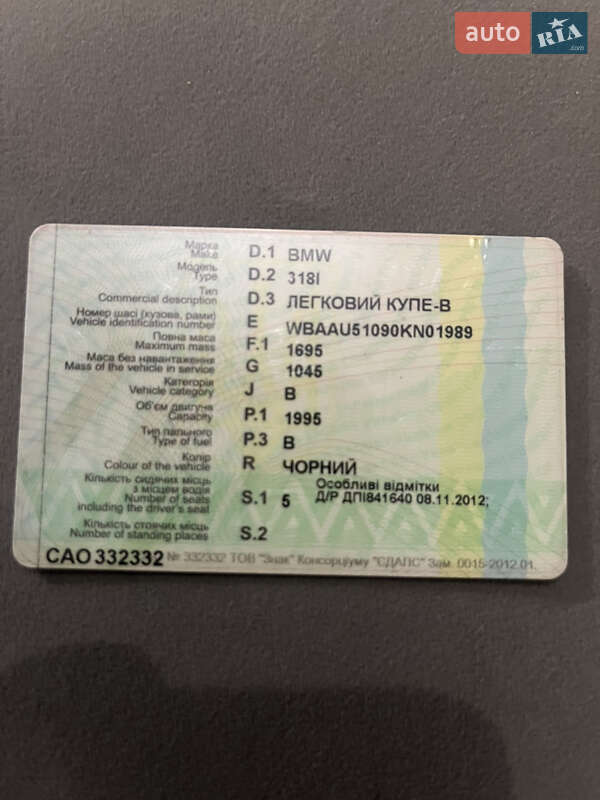 auto RIA .com
Марка
Make D.1 BMW
Модель
Type D.2 318I
Тип
Commercial description D.3 ЛЕГКОВИЙ КУПЕ-В
Номер шасі (кузова, рами)
Vehicle identification number E WBAAU51090KN01989
Повна маса
Maximum mass F.1 1695
Маса без навантаження
Mass of the vehicle in service G 1045
Категорія
Vehicle category J B
Об'єм двигуна
Capacity P.1 1995
Тип пального
Type of fuel P.3 B
Колір
Colour of the vehicle R ЧОРНИЙ
Кількість сидячих місць
з місцем водія
Number of seats
including the driver's seat S.1 5
Особливі відмітки
Д/Р ДПІ841640 08.11.2012;
Кількість стоячих місць
Number of standing places S.2
САО 332332 № 332332 ТОВ "Знак" Консорціуму "ЄДАПС" Зам. 0015-2012.01.